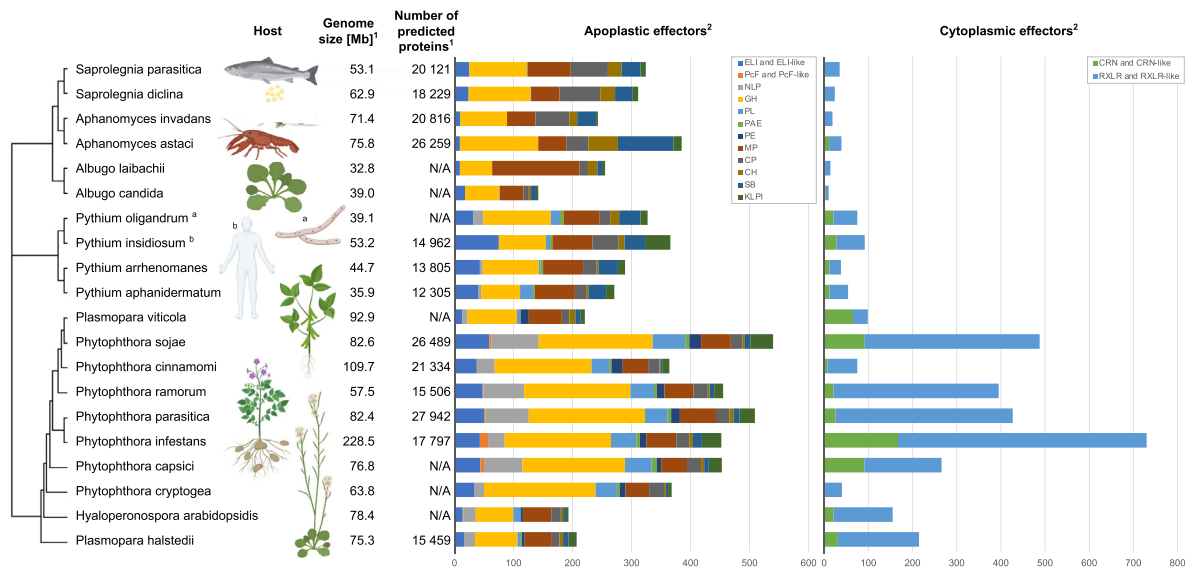 Host
Genome
size [Mb]1
Number of
predicted
proteins1
Apoplastic effectors2
Cytoplasmic effectors2
Saprolegnia parasitica 53.1 20 121
Saprolegnia diclina 62.9 18 229
Aphanomyces invadans 71.4 20 816
Aphanomyces astaci 75.8 26 259
Albugo laibachii 32.8 N/A
Albugo candida 39.0 N/A
Pythium oligandrum a 39.1 N/A
Pythium insidiosum b 53.2 14 962
Pythium arrhenomanes 44.7 13 805
Pythium aphanidermatum 35.9 12 305
Plasmopara viticola 92.9 N/A
Phytophthora sojae 82.6 26 489
Phytophthora cinnamomi 109.7 21 334
Phytophthora ramorum 57.5 15 506
Phytophthora parasitica 82.4 27 942
Phytophthora infestans 228.5 17 797
Phytophthora capsici 76.8 N/A
Phytophthora cryptogea 63.8 N/A
Hyaloperonospora arabidopsidis 78.4 N/A
Plasmopara halstedii 75.3 15 459
a
b
ELI and ELI-like
PcF and PcF-like
NLP
GH
PL
PAE
PE
MP
CP
CH
SB
KLPI
CRN and CRN-like
RXLR and RXLR-like
0 100 200 300 400 500 600
0 100 200 300 400 500 600 700 800